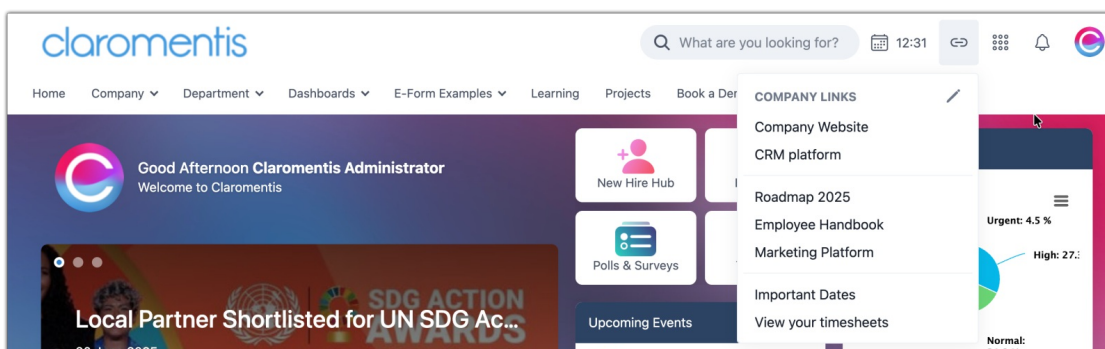 claromentis
What are you looking for?
12:31
Home
Company
Department
Dashboards
E-Form Examples
Learning
Projects
Book a
COMPANY LINKS
Company Website
CRM platform
Roadmap 2025
Employee Handbook
Marketing Platform
Important Dates
View your timesheets
Good Afternoon Claromentis Administrator
Welcome to Claromentis
New Hire Hub
Polls & Surveys
Urgent: 4.5 %
High: 27.
Normal:
SDG ACTION
AWARDS
Local Partner Shortlisted for UN SDG Ac...
Upcoming Events